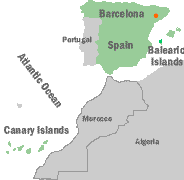 Barcelona
Portugal
Spain
Balearic
Islands
Atlantic Ocean
Canary Islands
Morocco
Algeria